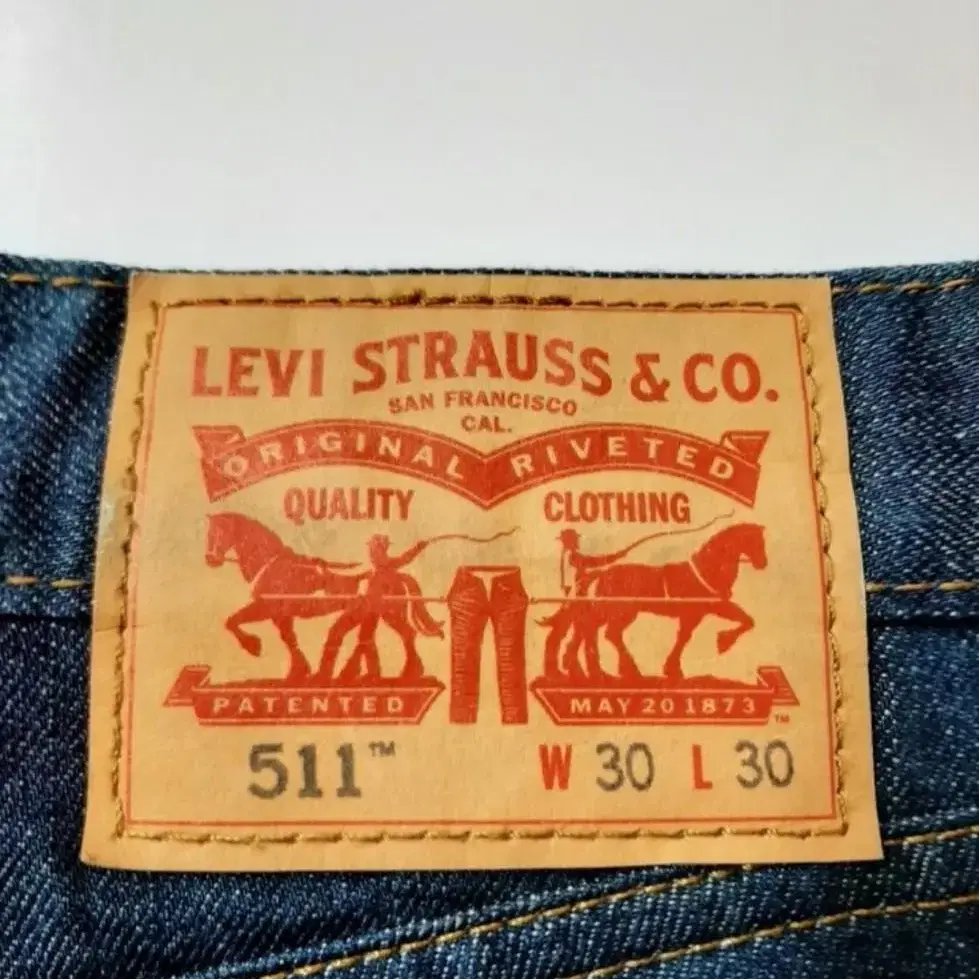 LEVI STRAUSS & CO.
SAN FRANCISCO
CAL.
ORIGINAL RIVETED
QUALITY CLOTHING
PATENTED MAY 20 1873 ™
511™ W 30 L 30